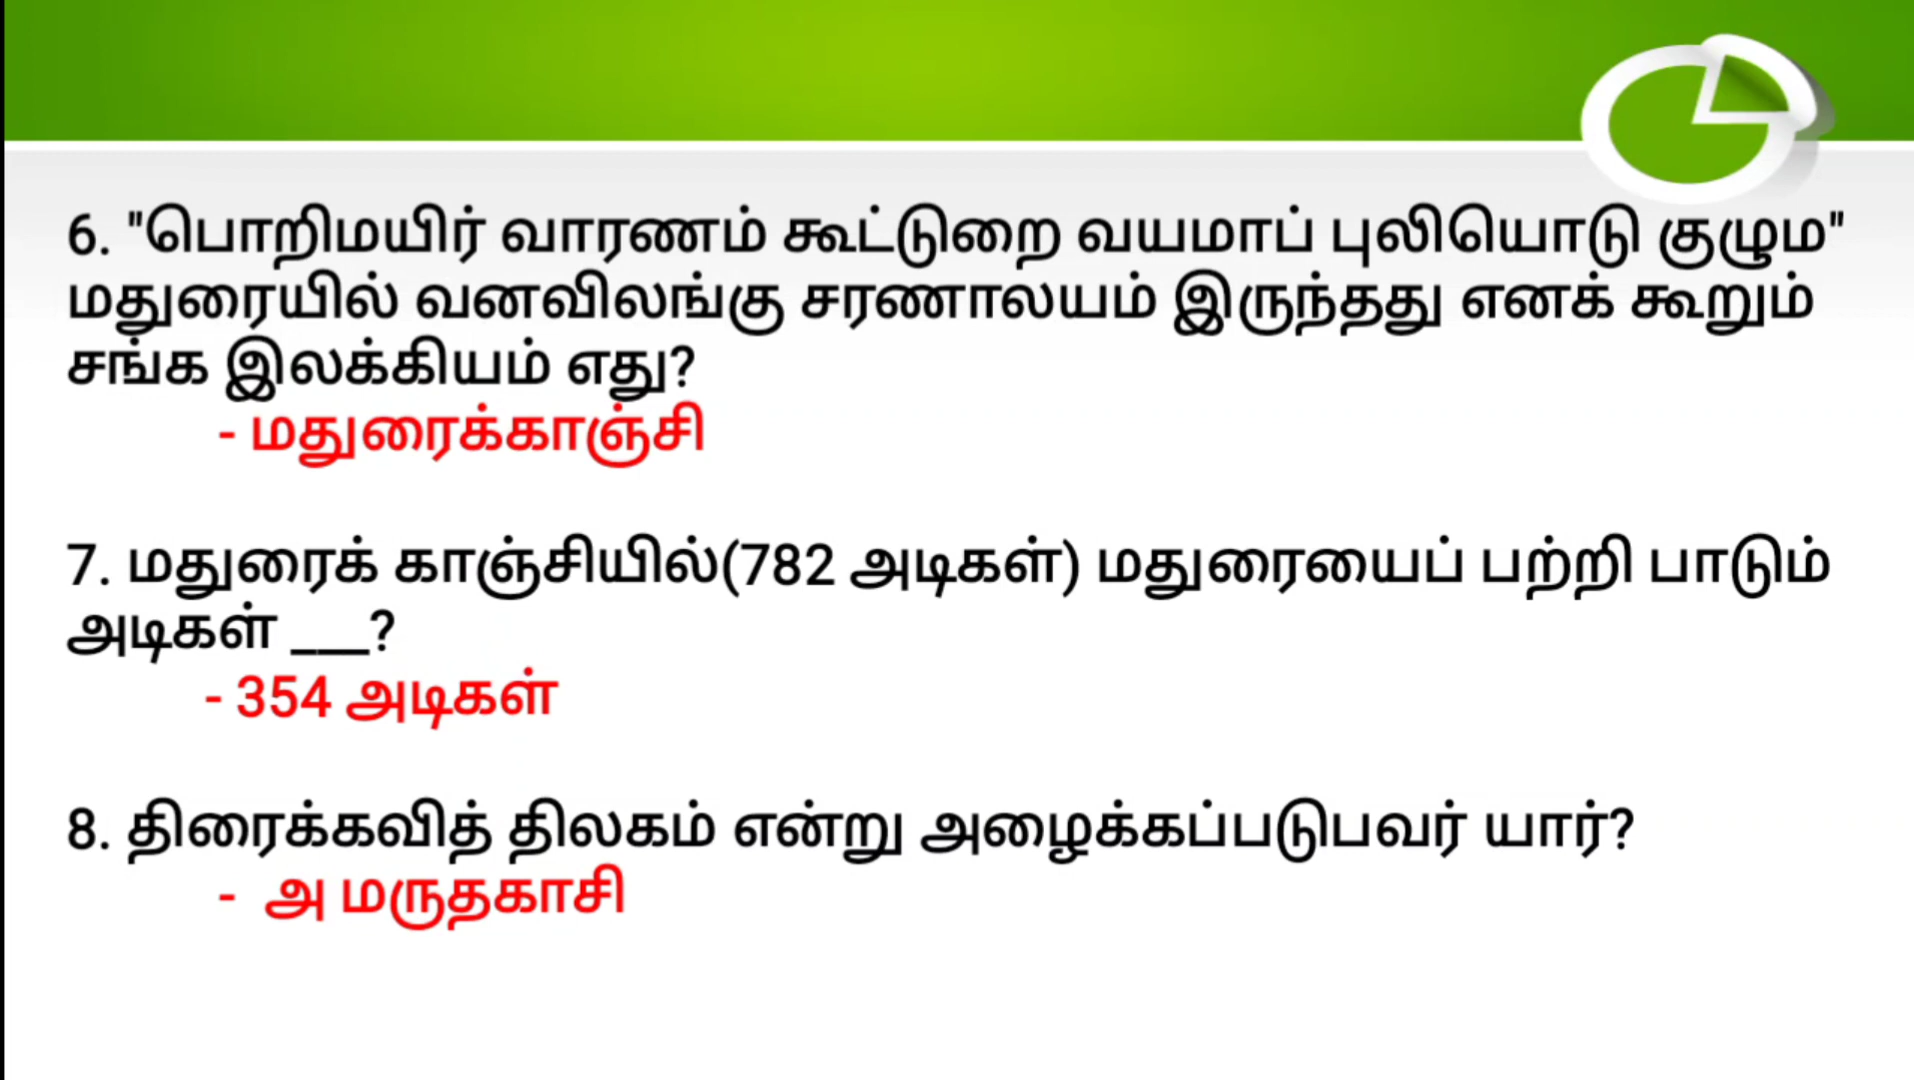 6. "பொறிமயிர் வாரணம் கூட்டுறை வயமாப் புலியொடு குழும"
மதுரையில் வனவிலங்கு சரணாலயம் இருந்தது எனக் கூறும்
சங்க இலக்கியம் எது?
- மதுரைக்காஞ்சி
7. மதுரைக் காஞ்சியில்(782 அடிகள்) மதுரையைப் பற்றி பாடும்
அடிகள் ___?
- 354 அடிகள்
8. திரைக்கவித் திலகம் என்று அழைக்கப்படுபவர் யார்?
- அ மருதகாசி